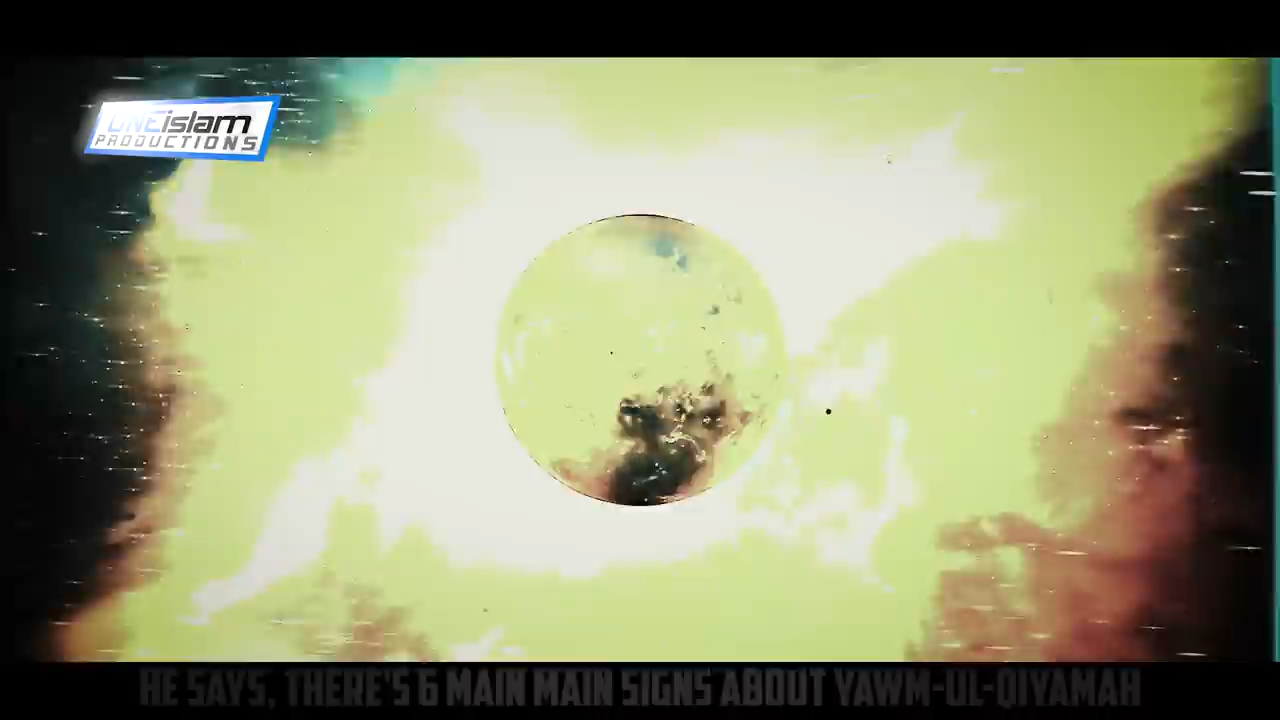 ONEislam
PRODUCTIONS
HE SAYS, THERE'S 6 MAIN MAIN SIGNS ABOUT YAWM-UL-QIYAMAH